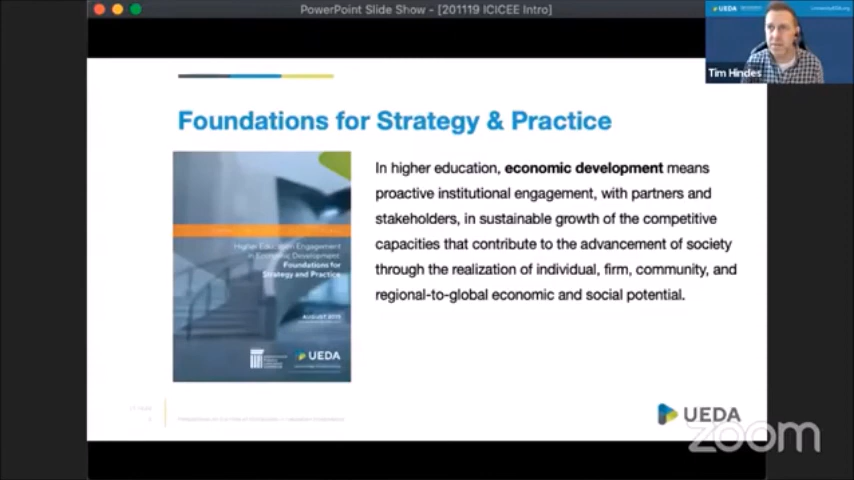 PowerPoint Slide Show - [201119 ICICEE Intro]
UEDA
Tim Hindes
Foundations for Strategy & Practice
In higher education, economic development means
proactive institutional engagement, with partners and
stakeholders, in sustainable growth of the competitive
capacities that contribute to the advancement of society
through the realization of individual, firm, community, and
regional-to-global economic and social potential.
Higher Education Engagement
in Economic Development:
Foundations for
Strategy and Practice
UEDA
UEDA
zoom